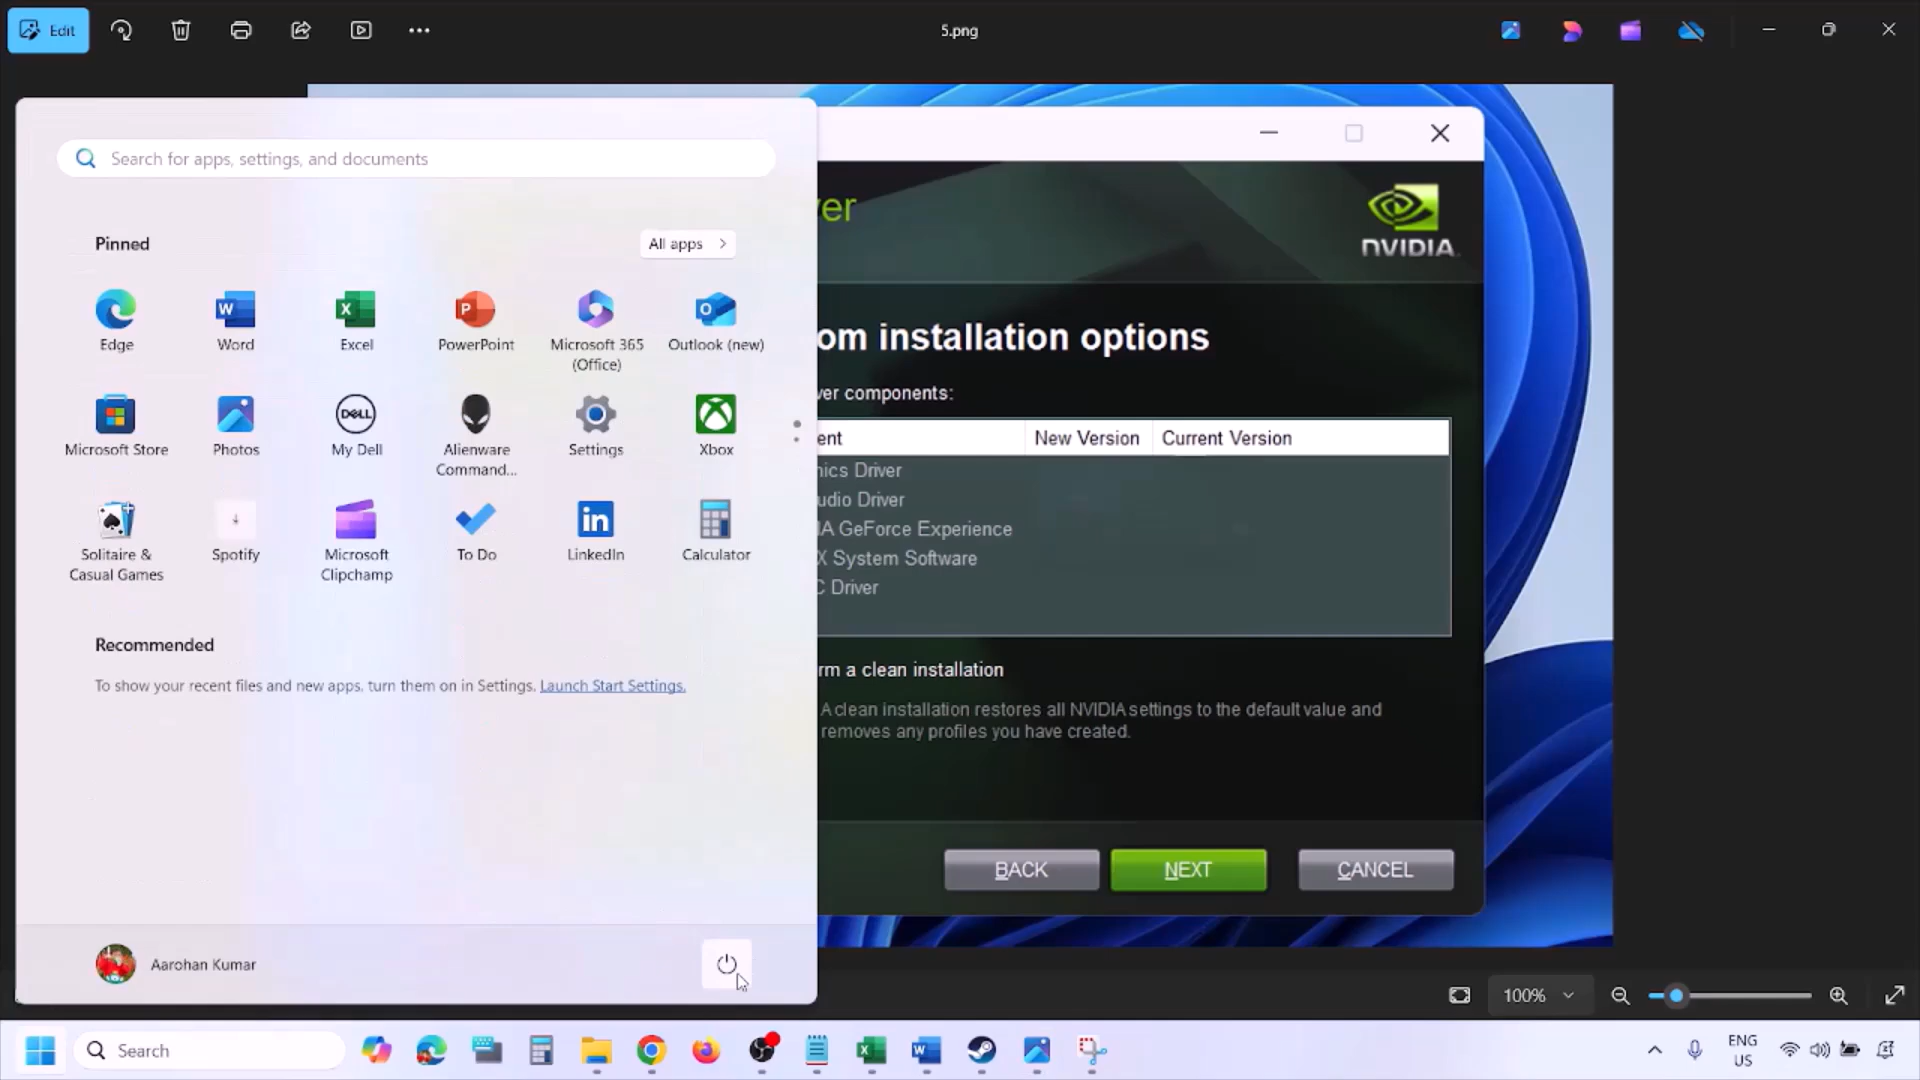 Edit
5.png
Search for apps, settings, and documents
Pinned
All apps
Edge
Word
Excel
PowerPoint
Microsoft 365
(Office)
Outlook (new)
Microsoft Store
Photos
DELL
My Dell
Alienware
Command...
Settings
Xbox
Solitaire &
Casual Games
Spotify
Microsoft
Clipchamp
To Do
LinkedIn
Calculator
Recommended
To show your recent files and new apps, turn them on in Settings. Launch Start Settings.
Aarohan Kumar
ver
NVIDIA
om installation options
ver components:
ent
New Version
Current Version
nics Driver
udio Driver
IA GeForce Experience
X System Software
C Driver
rm a clean installation
A clean installation restores all NVIDIA settings to the default value and
removes any profiles you have created.
BACK
NEXT
CANCEL
100%
Search
ENG
US